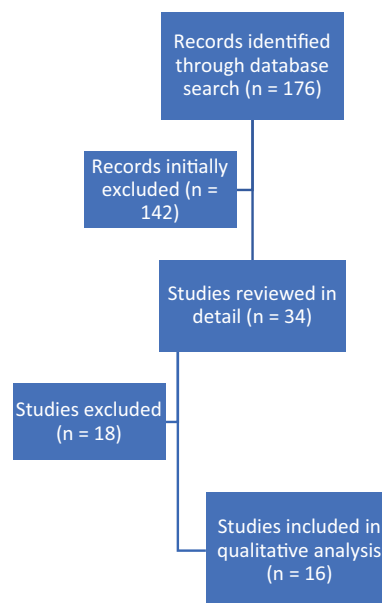 Records identified
through database
search (n = 176)
Records initially
excluded (n =
142)
Studies reviewed in
detail (n = 34)
Studies excluded
(n = 18)
Studies included in
qualitative analysis
(n = 16)